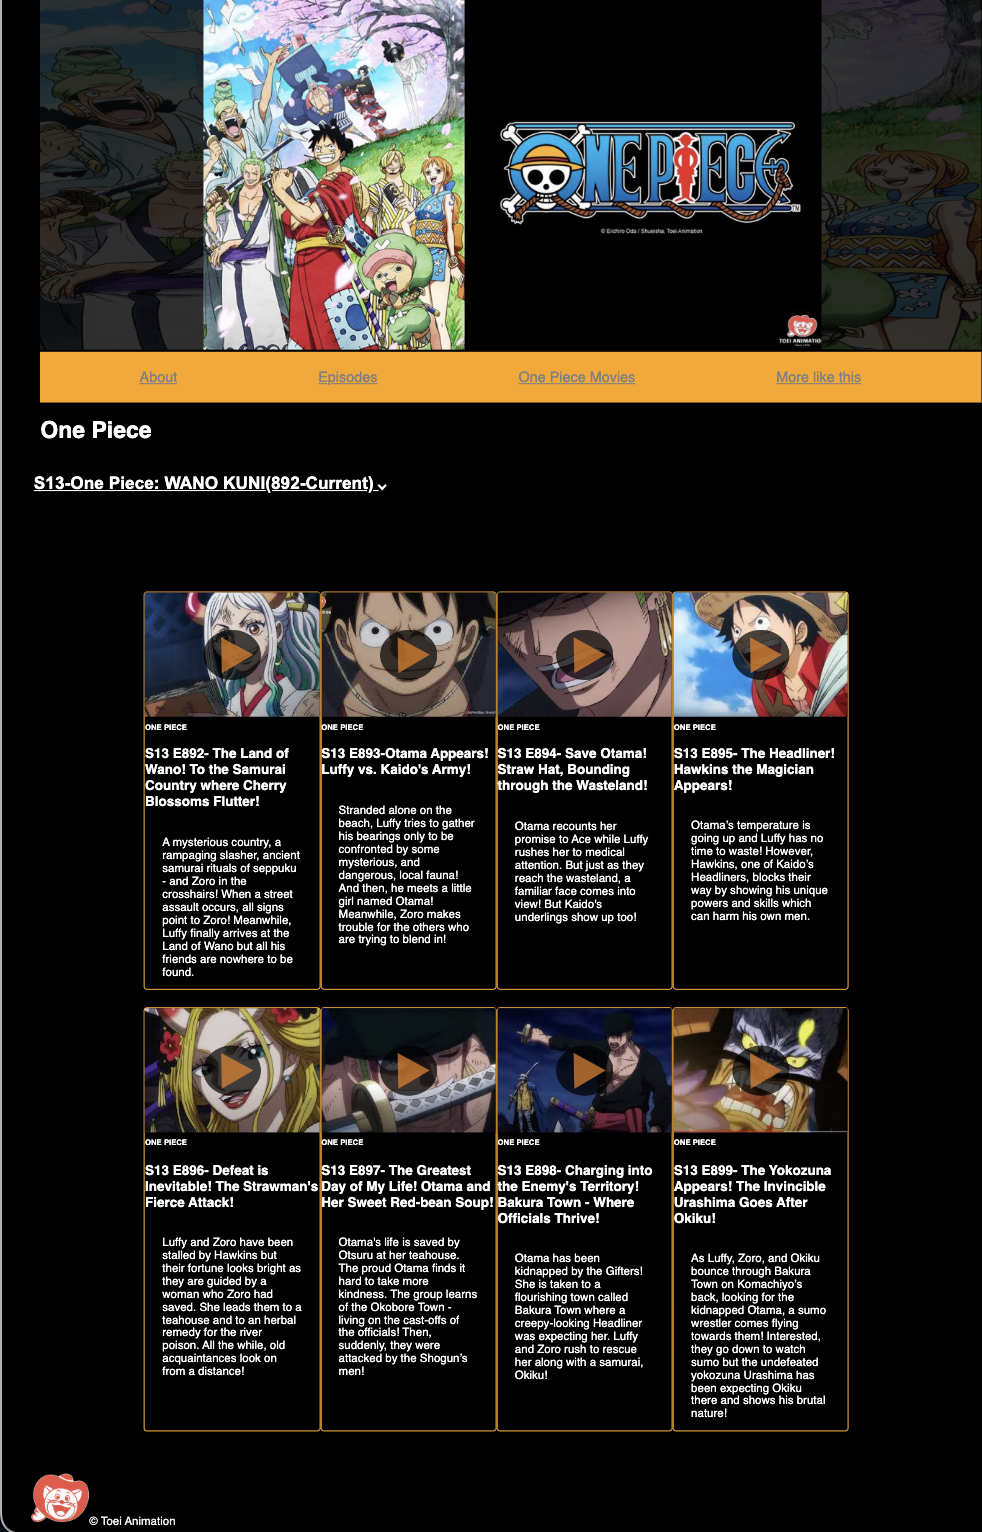 ONE PIECE
TM
© Eiichiro Oda / Shueisha, Toei Animation
TOEI ANIMATION
About Episodes One Piece Movies More like this
One Piece
S13-One Piece: WANO KUNI(892-Current)
ONE PIECE
S13 E892- The Land of
Wano! To the Samurai
Country where Cherry
Blossoms Flutter!
A mysterious country, a
rampaging slasher, ancient
samurai rituals of seppuku
- and Zoro in the
crosshairs! When a street
assault occurs, all signs
point to Zoro! Meanwhile,
Luffy finally arrives at the
Land of Wano but all his
friends are nowhere to be
found.
ONE PIECE
S13 E893-Otama Appears!
Luffy vs. Kaido's Army!
Stranded alone on the
beach, Luffy tries to gather
his bearings only to be
confronted by some
mysterious, and
dangerous, local fauna!
And then, he meets a little
girl named Otama!
Meanwhile, Zoro makes
trouble for the others who
are trying to blend in!
ONE PIECE
S13 E894- Save Otama!
Straw Hat, Bounding
through the Wasteland!
Otama recounts her
promise to Ace while Luffy
rushes her to medical
attention. But just as they
reach the wasteland, a
familiar face comes into
view! But Kaido's
underlings show up too!
ONE PIECE
S13 E895- The Headliner!
Hawkins the Magician
Appears!
Otama's temperature is
going up and Luffy has no
time to waste! However,
Hawkins, one of Kaido's
Headliners, blocks their
way by showing his unique
powers and skills which
can harm his own men.
ONE PIECE
S13 E896- Defeat is
Inevitable! The Strawman's
Fierce Attack!
Luffy and Zoro have been
stalled by Hawkins but
their fortune looks bright as
they are guided by a
woman who Zoro had
saved. She leads them to a
teahouse and to an herbal
remedy for the river
poison. All the while, old
acquaintances look on
from a distance!
ONE PIECE
S13 E897- The Greatest
Day of My Life! Otama and
Her Sweet Red-bean Soup!
Otama's life is saved by
Otsuru at her teahouse.
The proud Otama finds it
hard to take more
kindness. The group learns
of the Okobore Town -
living on the cast-offs of
the officials! Then,
suddenly, they were
attacked by the Shogun's
men!
ONE PIECE
S13 E898- Charging into
the Enemy's Territory!
Bakura Town - Where
Officials Thrive!
Otama has been
kidnapped by the Gifters!
She is taken to a
flourishing town called
Bakura Town where a
creepy-looking Headliner
was expecting her. Luffy
and Zoro rush to rescue
her along with a samurai,
Okiku!
ONE PIECE
S13 E899- The Yokozuna
Appears! The Invincible
Urashima Goes After
Okiku!
As Luffy, Zoro, and Okiku
bounce through Bakura
Town on Komachiyo's
back, looking for the
kidnapped Otama, a sumo
wrestler comes flying
towards them! Interested,
they go down to watch
sumo but the undefeated
yokozuna Urashima has
been expecting Okiku
there and shows his brutal
nature!
© Toei Animation